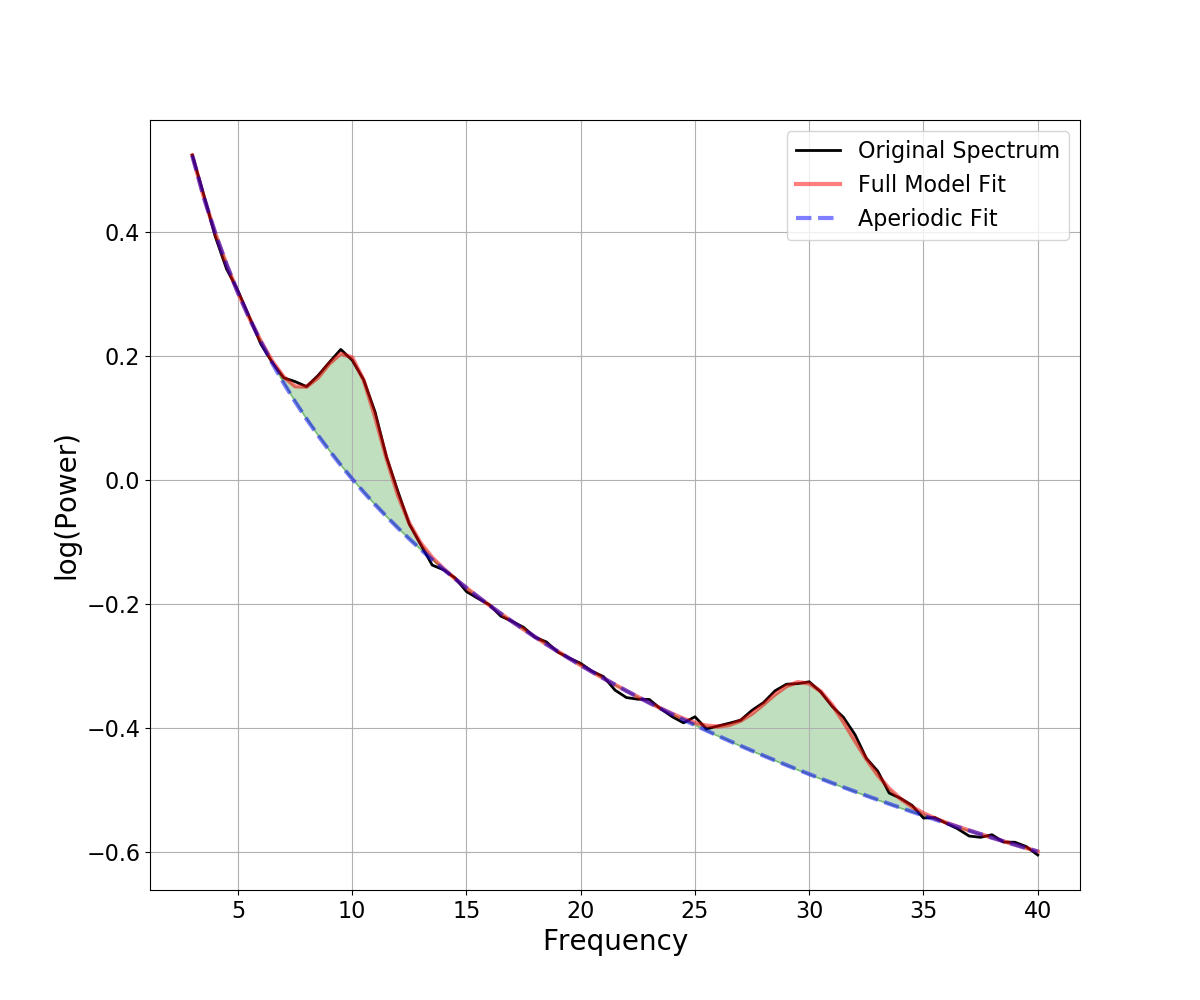 Original Spectrum
Full Model Fit
Aperiodic Fit
log(Power)
0.4
0.2
0.0
−0.2
−0.4
−0.6
5 10 15 20 25 30 35 40
Frequency